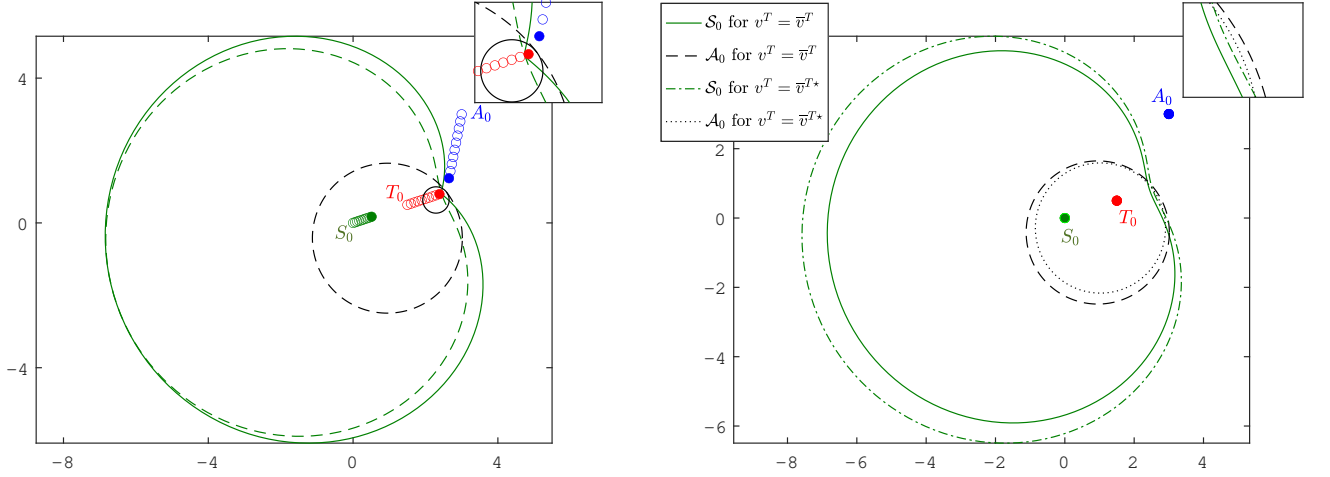 4
0
−4
−8
−4
0
4
A₀
T₀
S₀
𝒮₀ for vᵀ = v̅ᵀ
𝒜₀ for vᵀ = v̅ᵀ
𝒮₀ for vᵀ = v̅ᵀ⋆
𝒜₀ for vᵀ = v̅ᵀ⋆
2
0
−2
−4
−6
−8
−6
−4
−2
0
2
4
A₀
T₀
S₀